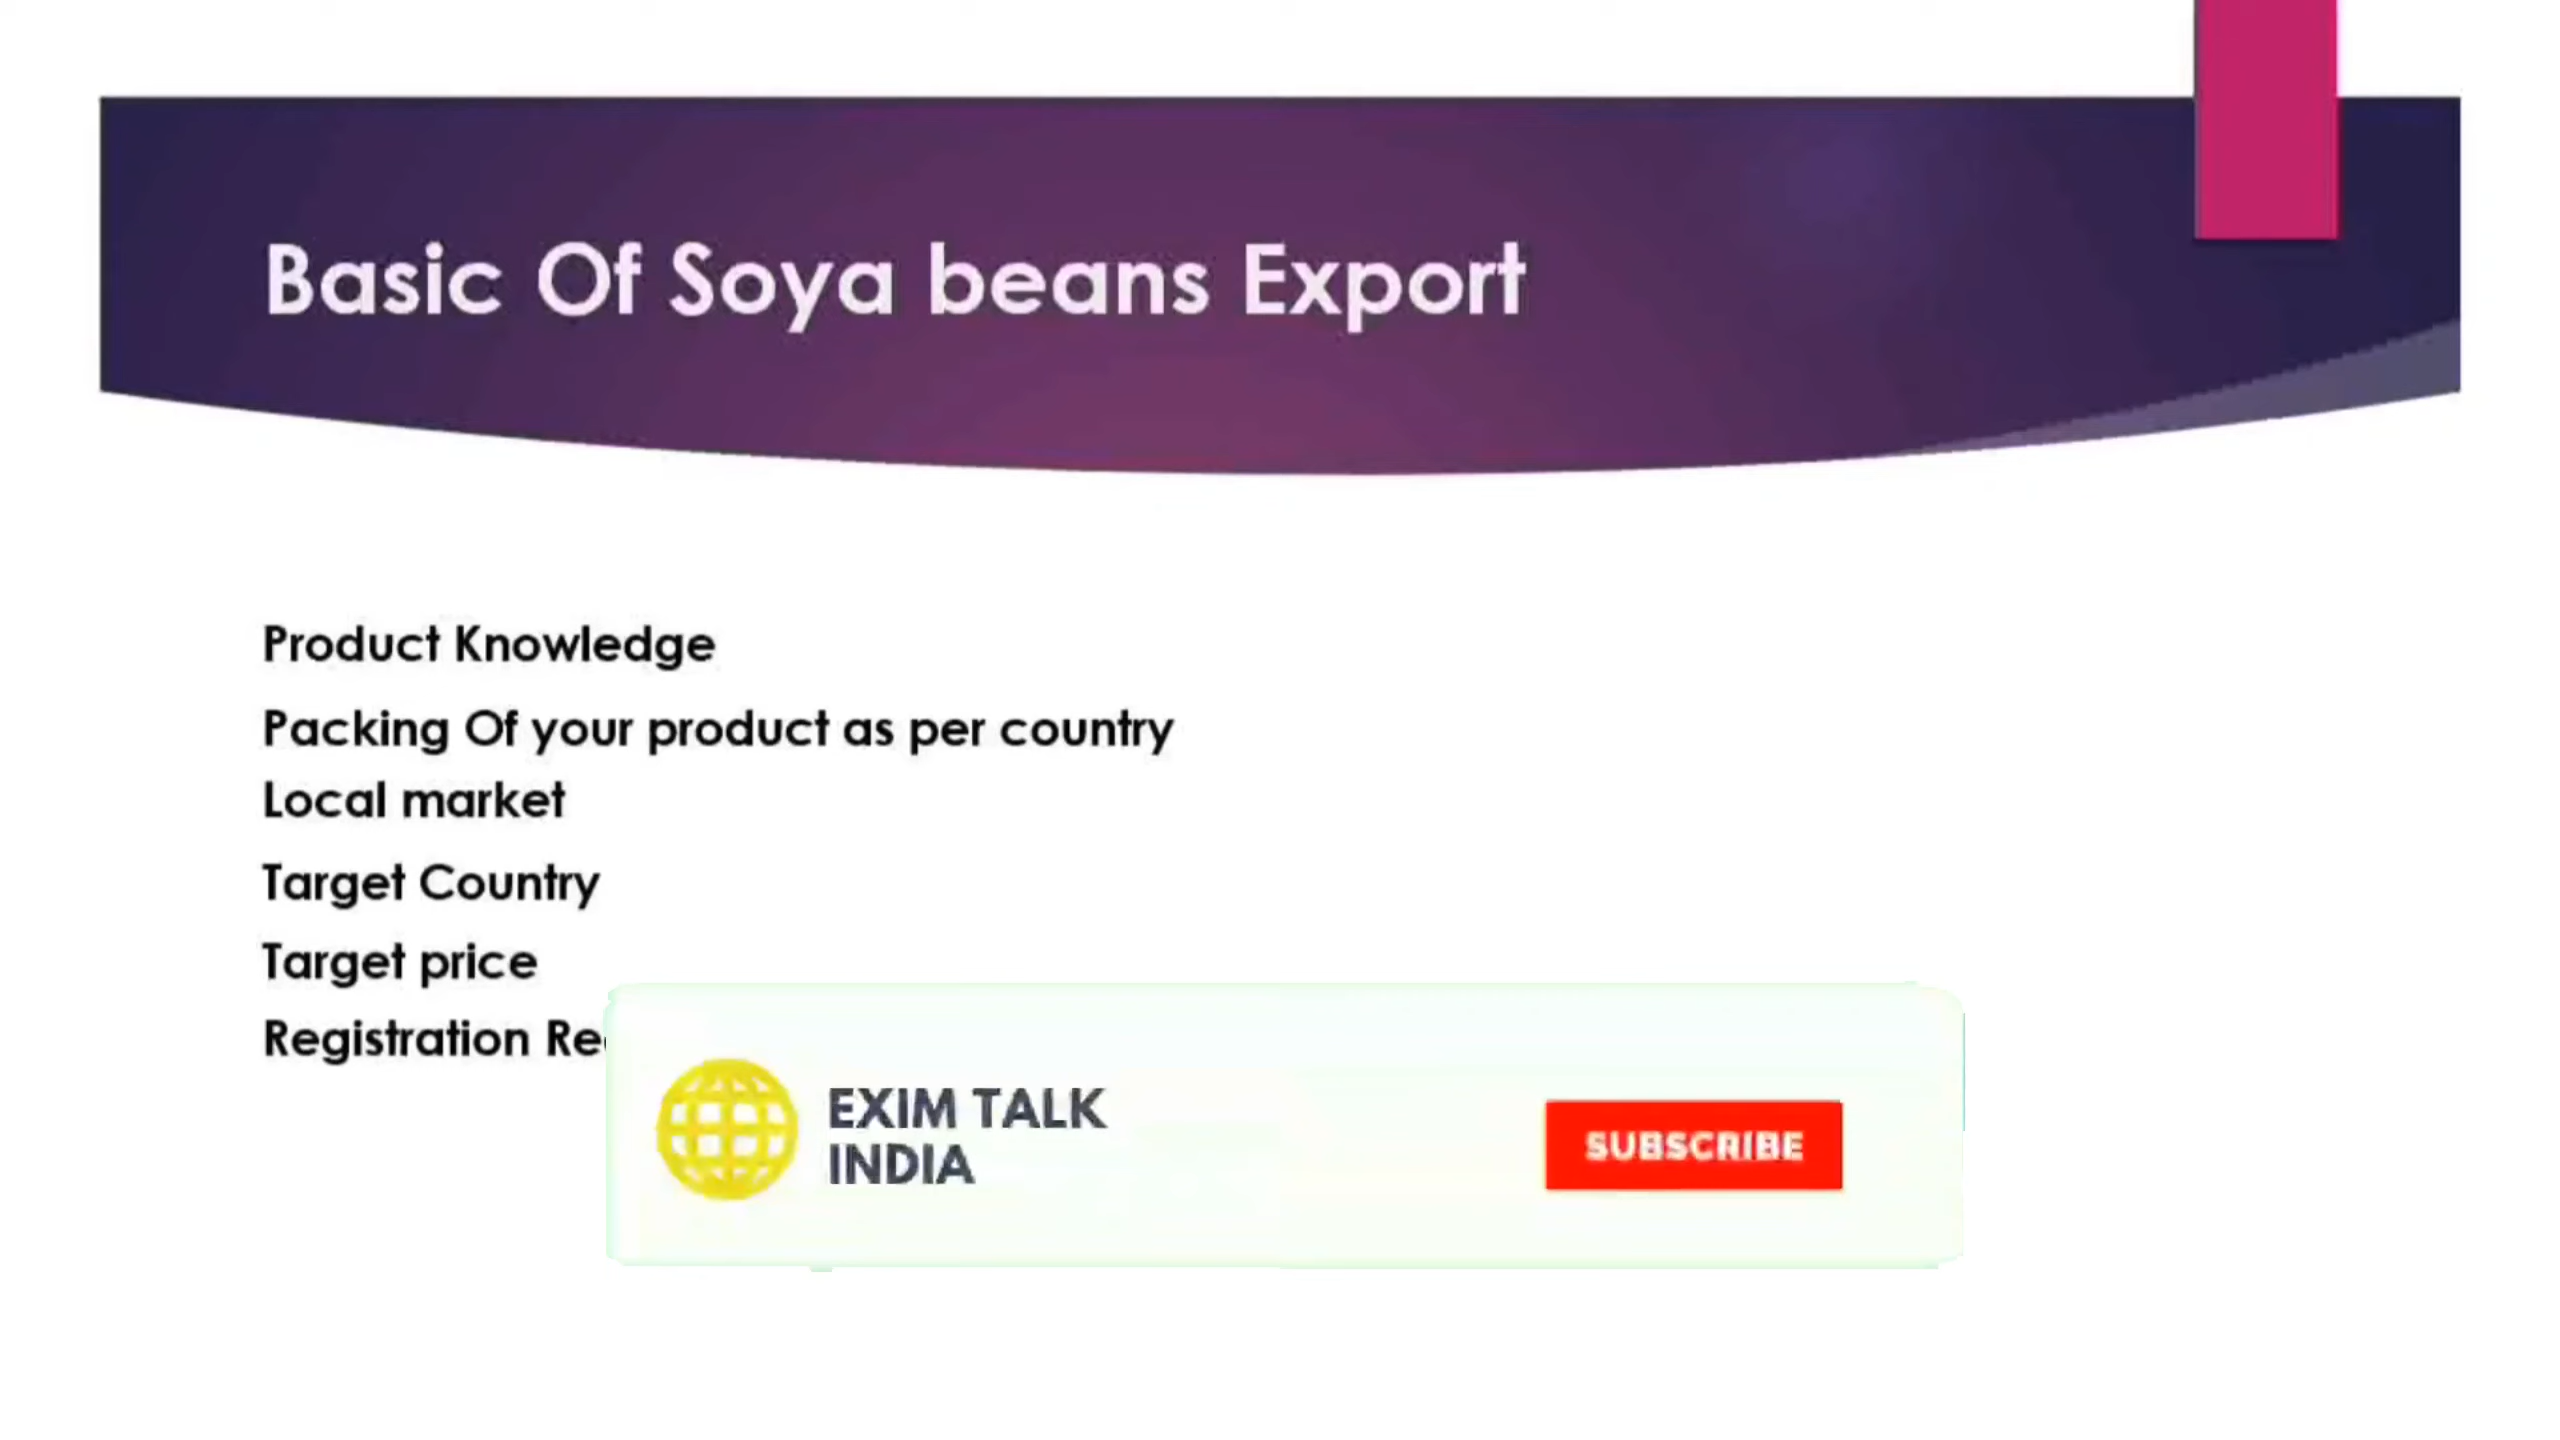 Basic Of Soya beans Export
Product Knowledge
Packing Of your product as per country
Local market
Target Country
Target price
Registration
EXIM TALK
INDIA
SUBSCRIBE